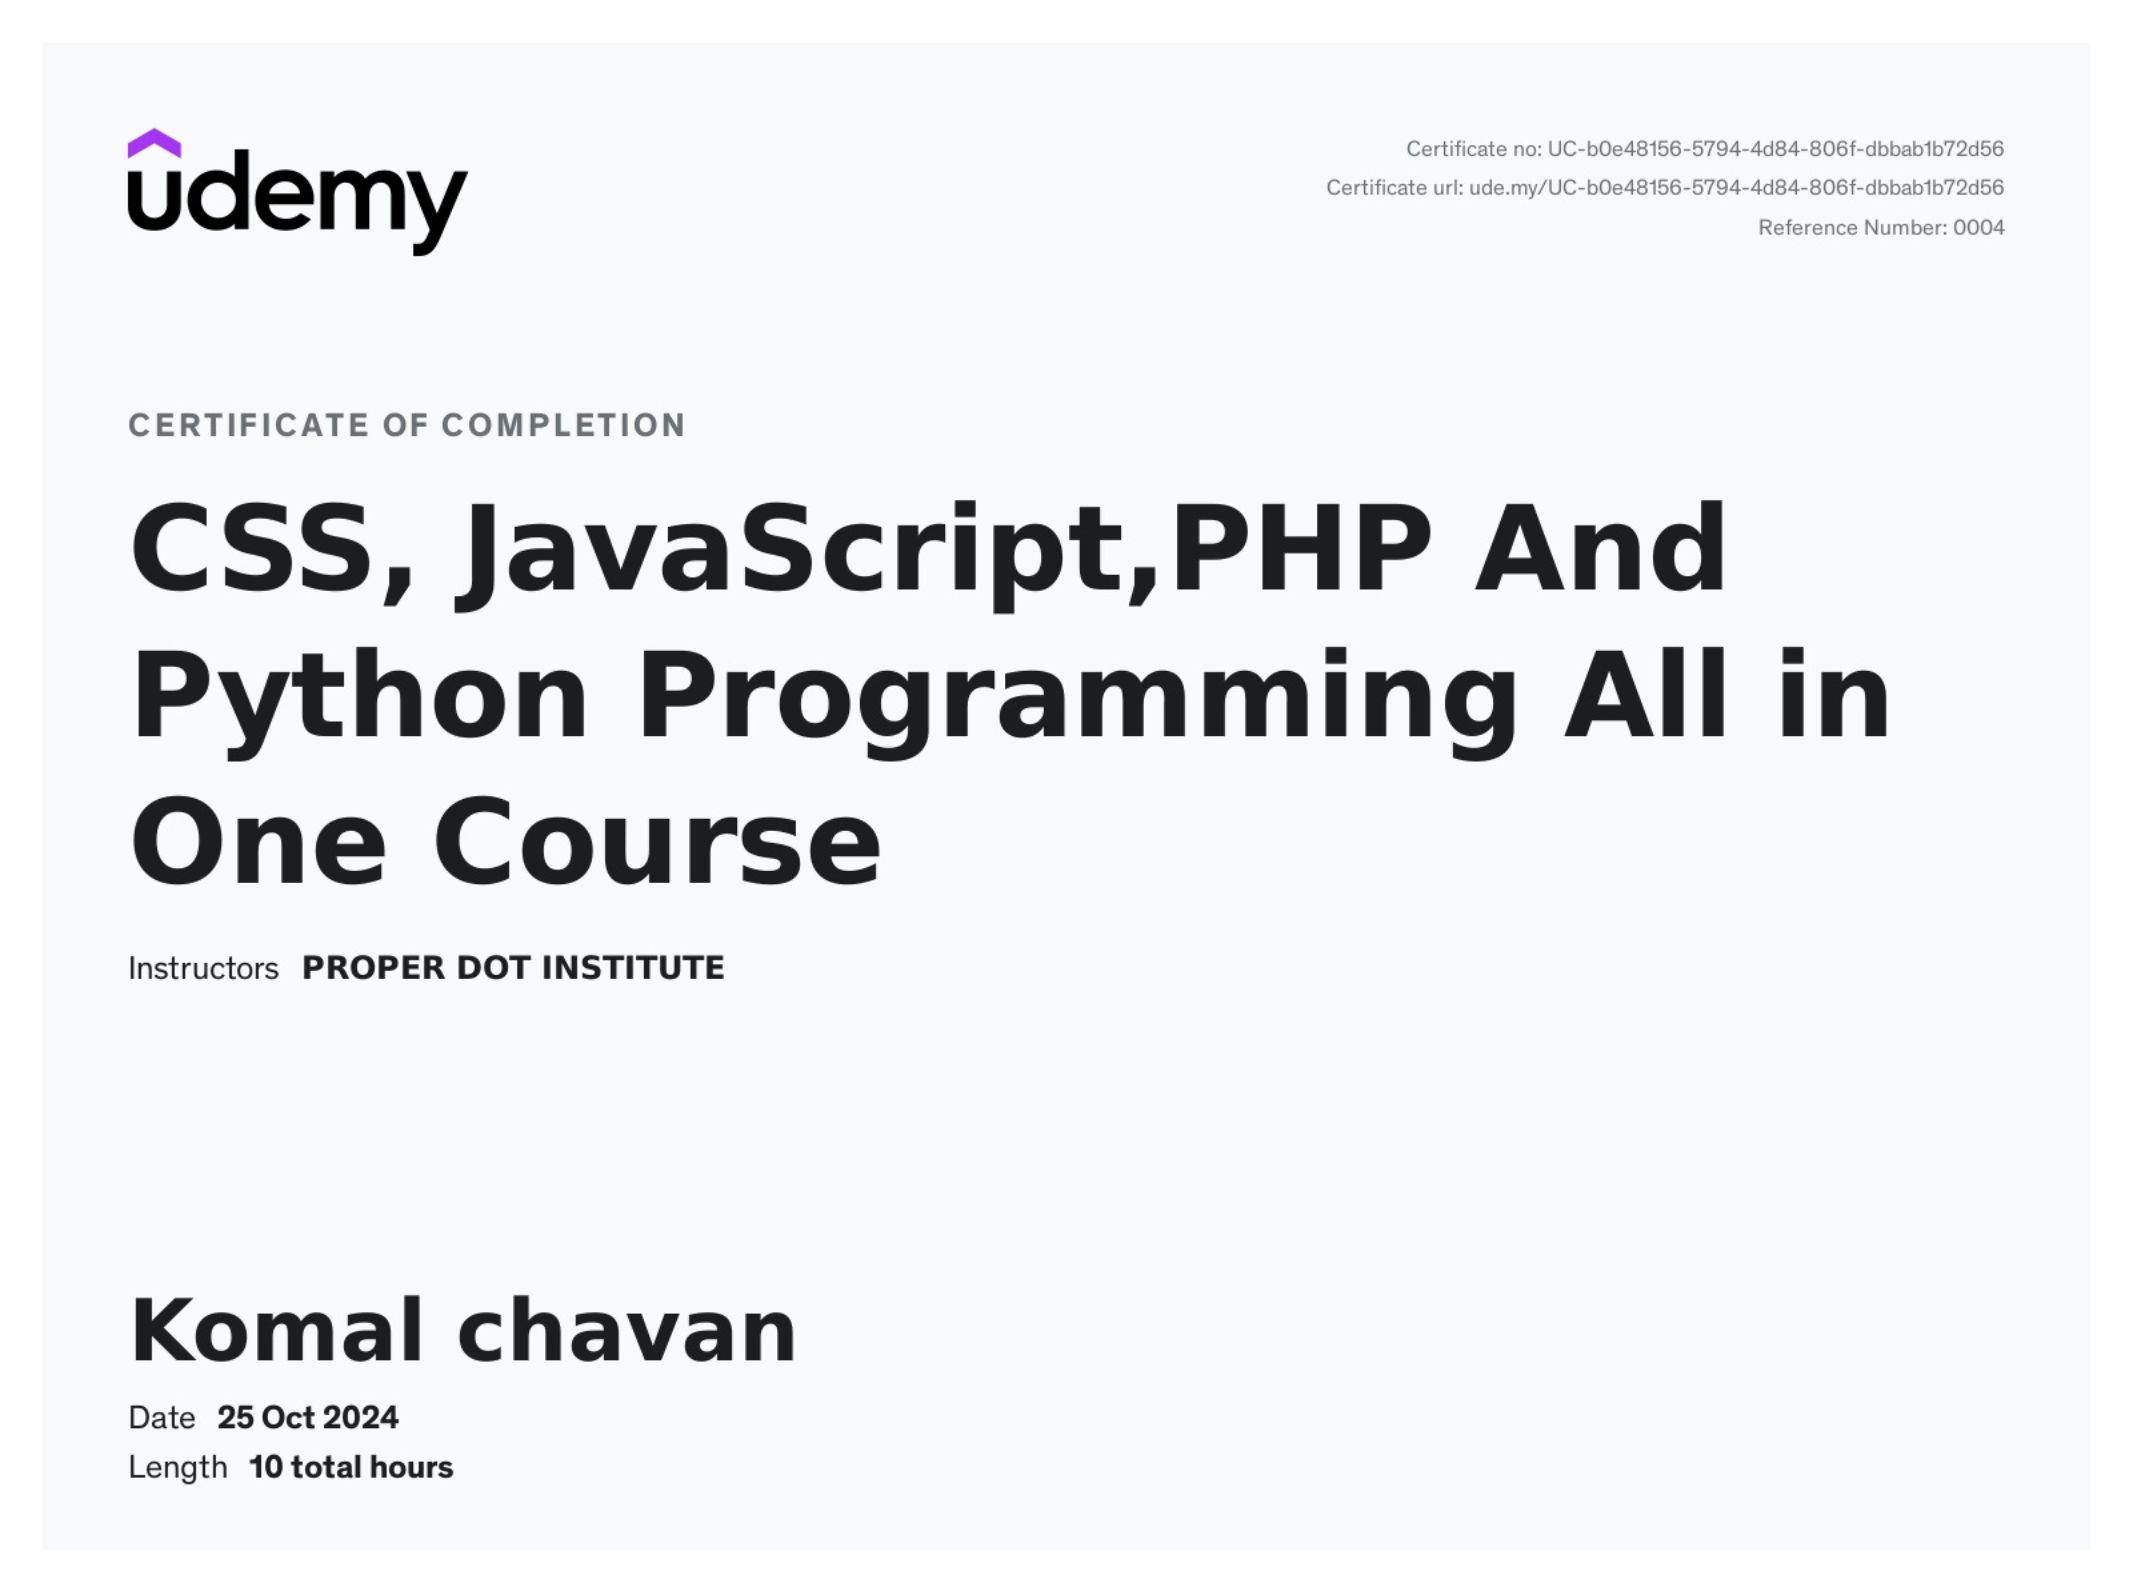 udemy
Certificate no: UC-b0e48156-5794-4d84-806f-dbbab1b72d56
Certificate url: ude.my/UC-b0e48156-5794-4d84-806f-dbbab1b72d56
Reference Number: 0004
CERTIFICATE OF COMPLETION
CSS, JavaScript,PHP And
Python Programming All in
One Course
Instructors PROPER DOT INSTITUTE
Komal chavan
Date 25 Oct 2024
Length 10 total hours